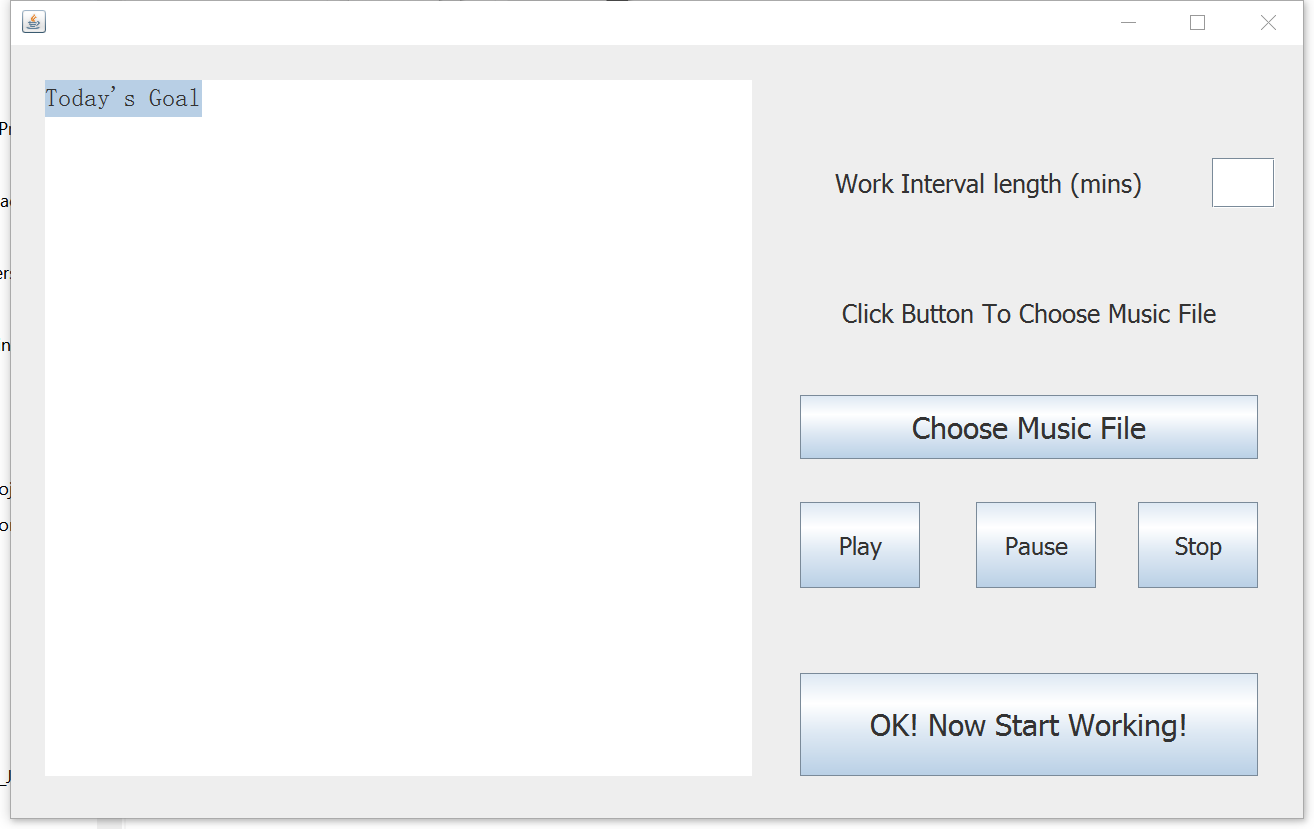 Today's Goal
Work Interval length (mins)
Click Button To Choose Music File
Choose Music File
Play
Pause
Stop
OK! Now Start Working!